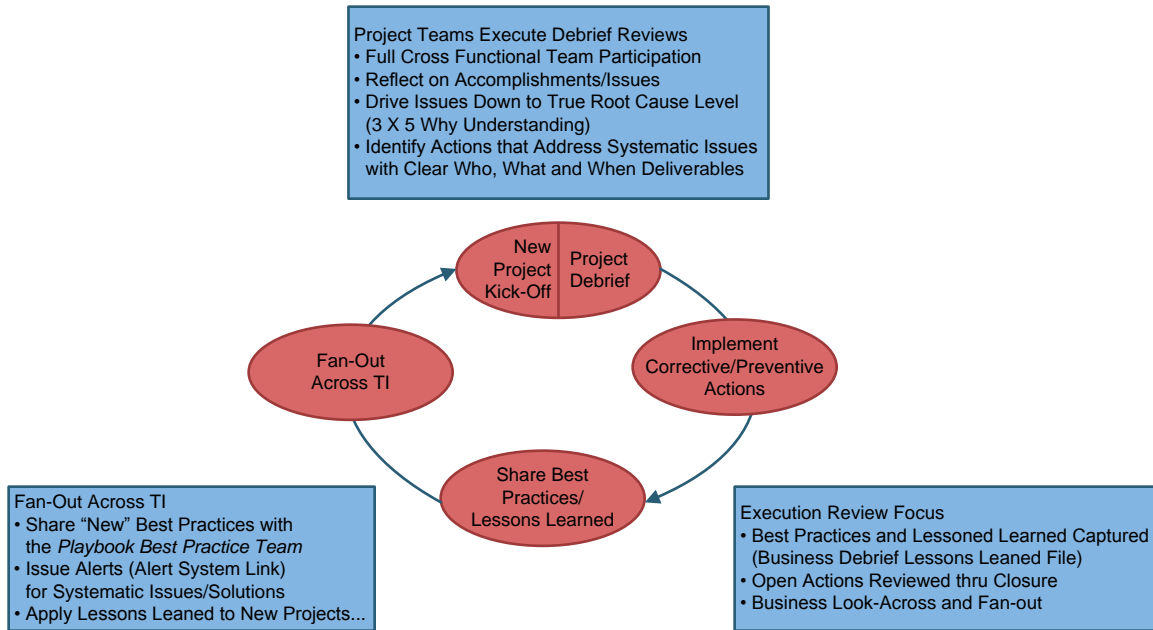 Project Teams Execute Debrief Reviews
• Full Cross Functional Team Participation
• Reflect on Accomplishments/Issues
• Drive Issues Down to True Root Cause Level
(3 X 5 Why Understanding)
• Identify Actions that Address Systematic Issues
with Clear Who, What and When Deliverables
New
Project
Kick-Off
Project
Debrief
Implement
Corrective/Preventive
Actions
Fan-Out
Across TI
Share Best
Practices/
Lessons Learned
Fan-Out Across TI
• Share “New” Best Practices with
the Playbook Best Practice Team
• Issue Alerts (Alert System Link)
for Systematic Issues/Solutions
• Apply Lessons Leaned to New Projects...
Execution Review Focus
• Best Practices and Lessoned Learned Captured
(Business Debrief Lessons Leaned File)
• Open Actions Reviewed thru Closure
• Business Look-Across and Fan-out